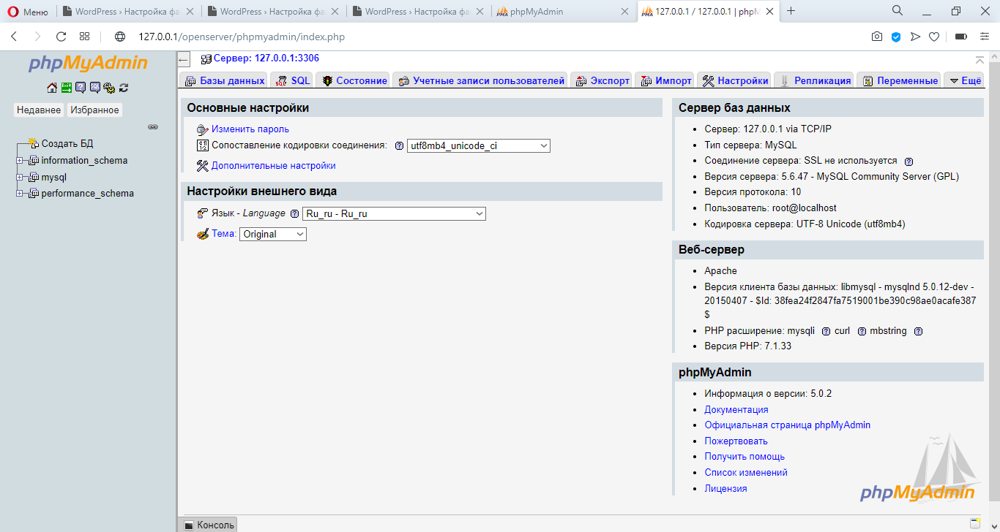 Меню
WordPress › Настройка фа
WordPress › Настройка фа
WordPress › Настройка фа
phpMyAdmin
127.0.0.1 / 127.0.0.1 | phpM
127.0.0.1/openserver/phpmyadmin/index.php
phpMyAdmin
Недавнее
Избранное
Создать БД
information_schema
mysql
performance_schema
Сервер: 127.0.0.1:3306
Базы данных
SQL
Состояние
Учетные записи пользователей
Экспорт
Импорт
Настройки
Репликация
Переменные
Ещё
Основные настройки
Изменить пароль
Сопоставление кодировки соединения: utf8mb4_unicode_ci
Дополнительные настройки
Настройки внешнего вида
Язык - Language Ru_ru - Ru_ru
Тема: Original
Сервер баз данных
Сервер: 127.0.0.1 via TCP/IP
Тип сервера: MySQL
Соединение сервера: SSL не используется
Версия сервера: 5.6.47 - MySQL Community Server (GPL)
Версия протокола: 10
Пользователь: root@localhost
Кодировка сервера: UTF-8 Unicode (utf8mb4)
Веб-сервер
Apache
Версия клиента базы данных: libmysql - mysqlnd 5.0.12-dev -
20150407 - $Id: 38fea24f2847fa7519001be390c98ae0acafe387
$
PHP расширение: mysqli curl mbstring
Версия PHP: 7.1.33
phpMyAdmin
Информация о версии: 5.0.2
Документация
Официальная страница phpMyAdmin
Пожертвовать
Получить помощь
Список изменений
Лицензия
phpMyAdmin
Консоль